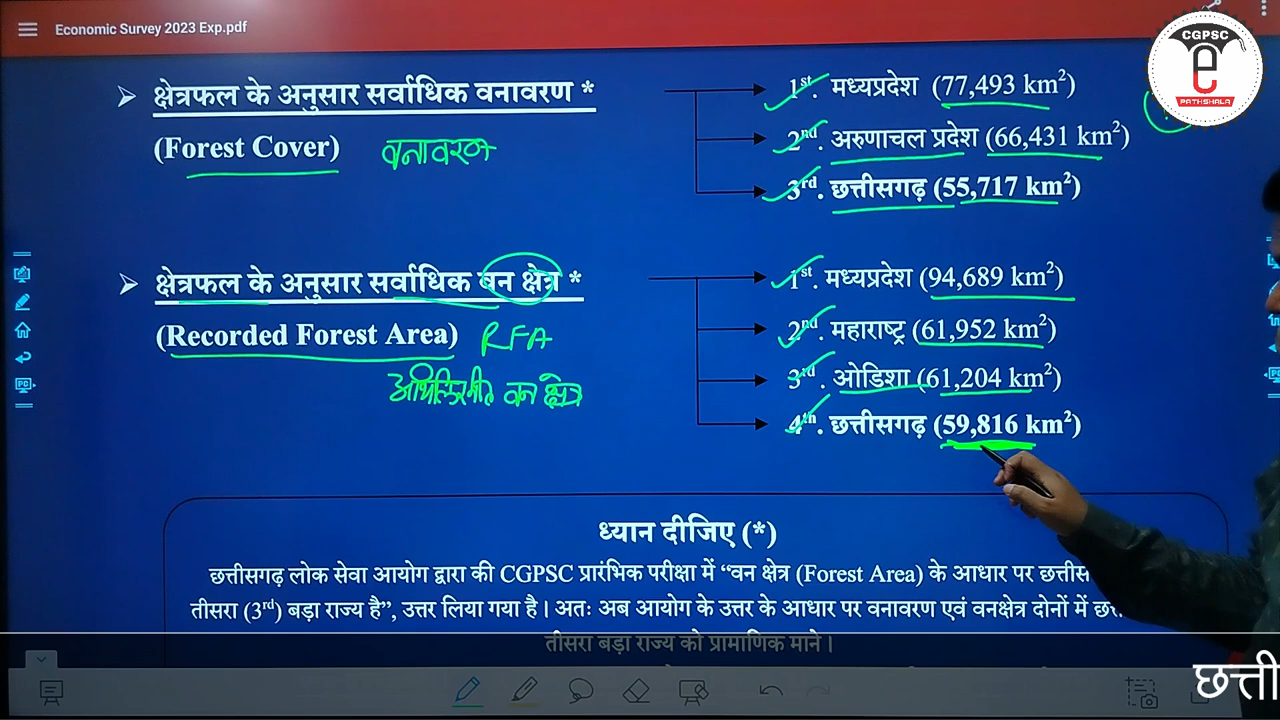 Economic Survey 2023 Exp.pdf
CGPSC
e
PATHSHALA
क्षेत्रफल के अनुसार सर्वाधिक वनावरण *
(Forest Cover) वनावरण
1st. मध्यप्रदेश (77,493 km²)
2nd. अरुणाचल प्रदेश (66,431 km²)
3rd. छत्तीसगढ़ (55,717 km²)
क्षेत्रफल के अनुसार सर्वाधिक वन क्षेत्र *
(Recorded Forest Area) RFA
वन क्षेत्र
1st. मध्यप्रदेश (94,689 km²)
2nd. महाराष्ट्र (61,952 km²)
3rd. ओडिशा (61,204 km²)
4th. छत्तीसगढ़ (59,816 km²)
ध्यान दीजिए (*)
छत्तीसगढ़ लोक सेवा आयोग द्वारा की CGPSC प्रारंभिक परीक्षा में “वन क्षेत्र (Forest Area) के आधार पर
तीसरा (3rd) बड़ा राज्य है”, उत्तर लिया गया है। अतः अब आयोग के उत्तर के आधार पर वनावरण एवं वनक्षेत्र दोनों में
तीसरा बड़ा राज्य को प्रामाणिक माने।
छत्ती